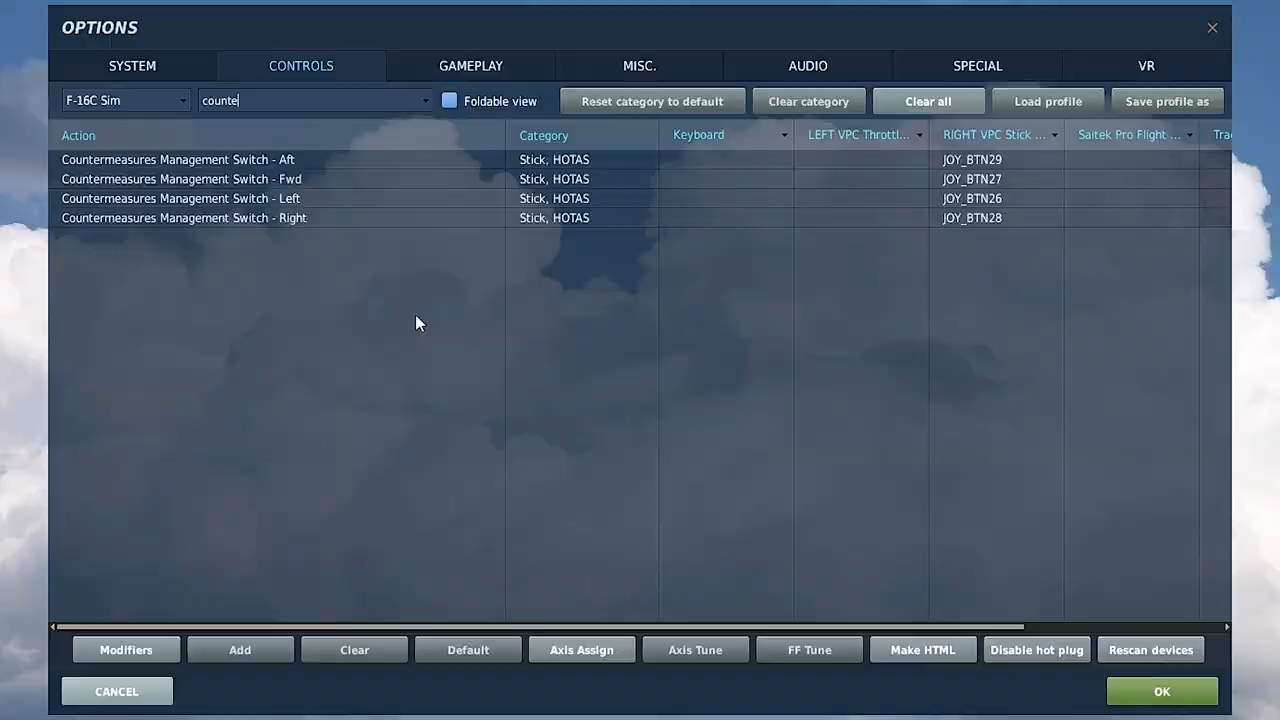 OPTIONS
SYSTEM CONTROLS GAMEPLAY MISC. AUDIO SPECIAL VR
F-16C Sim counte Foldable view Reset category to default Clear category Clear all Load profile Save profile as
Action Category Keyboard LEFT VPC Throttl... RIGHT VPC Stick ... Saitek Pro Flight ... Tra
Countermeasures Management Switch - Aft Stick, HOTAS JOY_BTN29
Countermeasures Management Switch - Fwd Stick, HOTAS JOY_BTN27
Countermeasures Management Switch - Left Stick, HOTAS JOY_BTN26
Countermeasures Management Switch - Right Stick, HOTAS JOY_BTN28
Modifiers Add Clear Default Axis Assign Axis Tune FF Tune Make HTML Disable hot plug Rescan devices
CANCEL OK